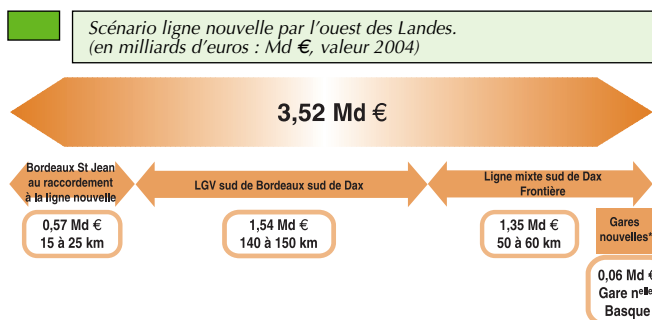 Scénario ligne nouvelle par l'ouest des Landes.
(en milliards d'euros : Md €, valeur 2004)
3,52 Md €
Bordeaux St Jean
au raccordement
à la ligne nouvelle
LGV sud de Bordeaux sud de Dax
Ligne mixte sud de Dax
Frontière
0,57 Md €
15 à 25 km
1,54 Md €
140 à 150 km
1,35 Md €
50 à 60 km
Gares
nouvelles*
0,06 Md €
Gare nelle
Basque